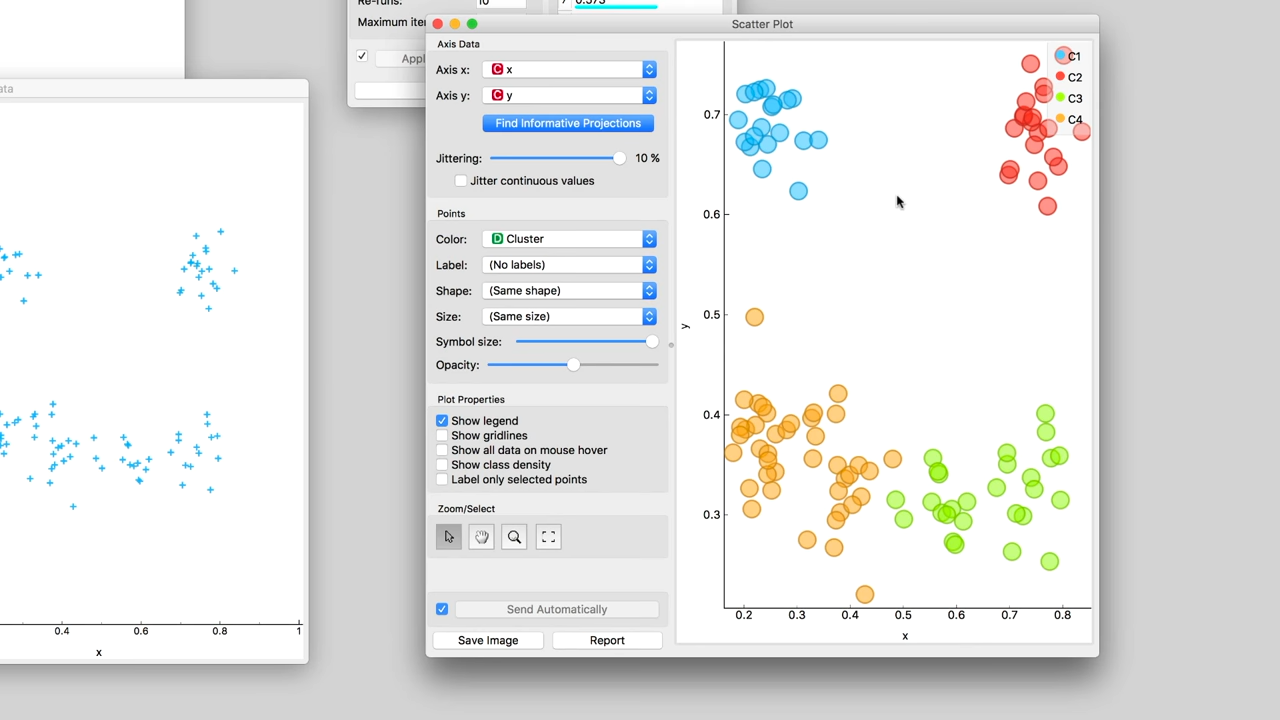 Re-runs: 10
7 0.575
Maximum iter
Appl
ata
0.4 0.6 0.8 1
x
Scatter Plot
Axis Data
Axis x: C x
Axis y: C y
Find Informative Projections
Jittering: 10 %
Jitter continuous values
Points
Color: D Cluster
Label: (No labels)
Shape: (Same shape)
Size: (Same size)
Symbol size:
Opacity:
Plot Properties
Show legend
Show gridlines
Show all data on mouse hover
Show class density
Label only selected points
Zoom/Select
Send Automatically
Save Image Report
C1
C2
C3
C4
0.7
0.6
0.5
0.4
0.3
y
0.2 0.3 0.4 0.5 0.6 0.7 0.8
x